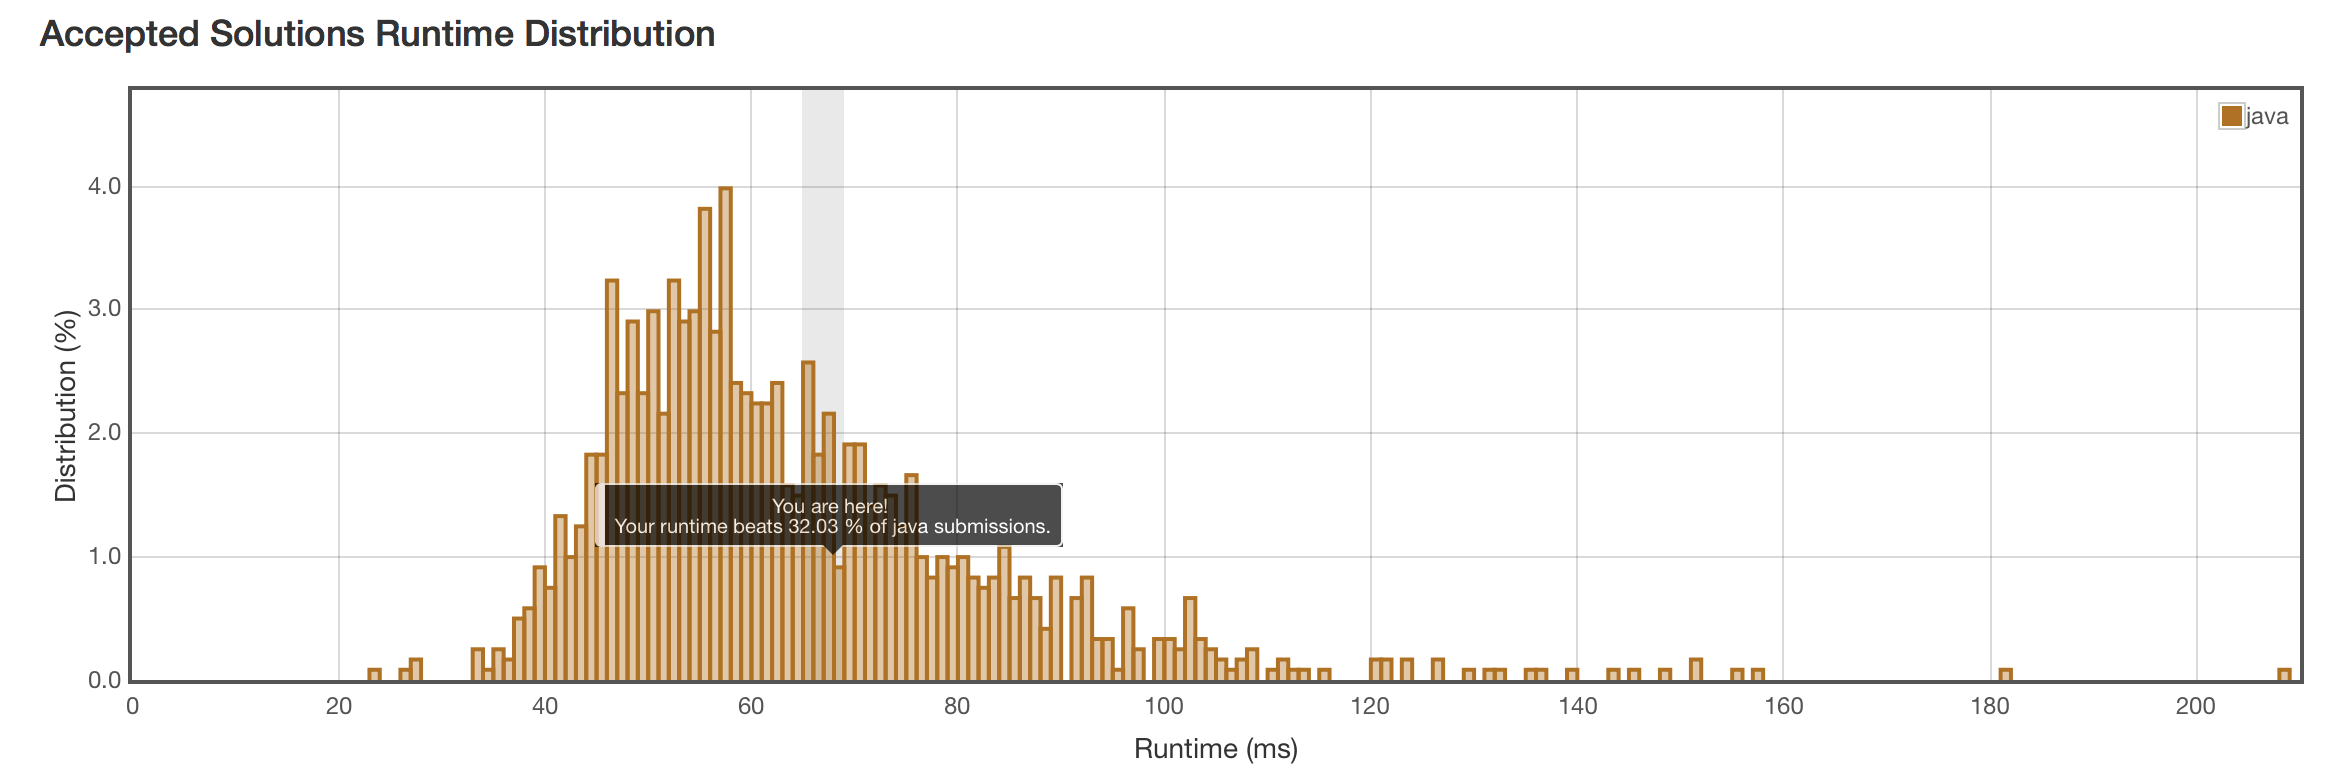 Accepted Solutions Runtime Distribution
java
4.0
3.0
2.0
1.0
0.0
Distribution (%)
You are here!
Your runtime beats 32.03 % of java submissions.
0 20 40 60 80 100 120 140 160 180 200
Runtime (ms)